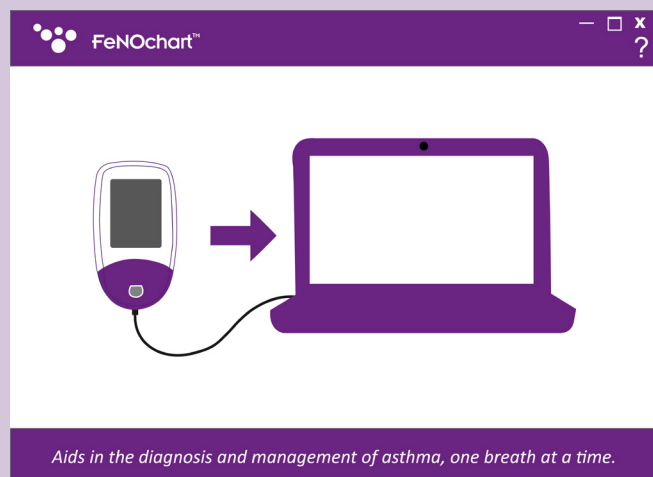 FeNOchart™
?
Aids in the diagnosis and management of asthma, one breath at a time.